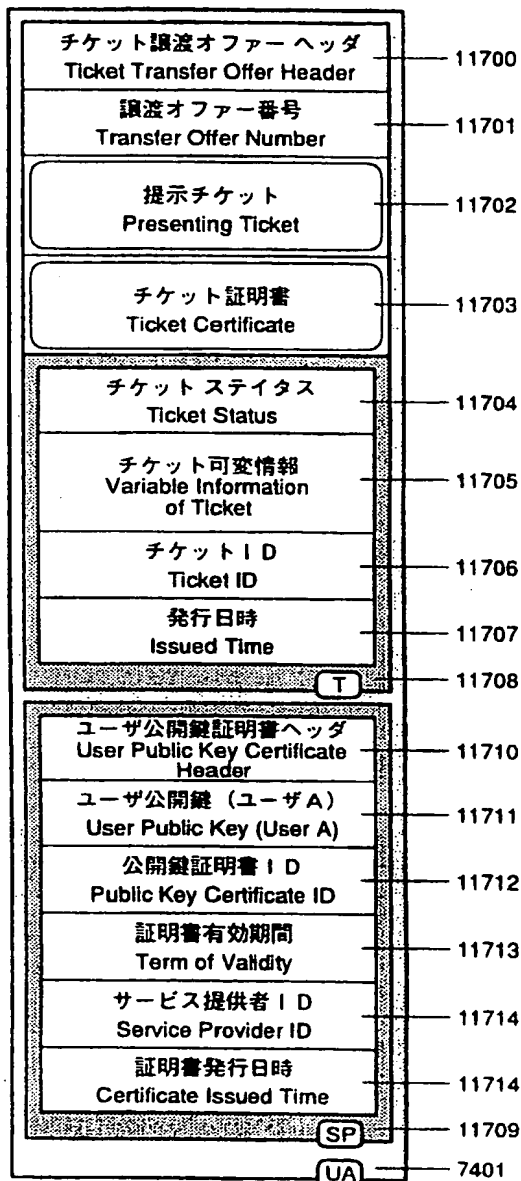 チケット譲渡オファー ヘッダ
Ticket Transfer Offer Header
11700
譲渡オファー番号
Transfer Offer Number
11701
提示チケット
Presenting Ticket
11702
チケット証明書
Ticket Certificate
11703
チケット ステイタス
Ticket Status
11704
チケット可変情報
Variable Information
of Ticket
11705
チケットID
Ticket ID
11706
発行日時
Issued Time
11707
T
11708
ユーザ公開鍵証明書ヘッダ
User Public Key Certificate
Header
11710
ユーザ公開鍵(ユーザA)
User Public Key (User A)
11711
公開鍵証明書ID
Public Key Certificate ID
11712
証明書有効期間
Term of Validity
11713
サービス提供者ID
Service Provider ID
11714
証明書発行日時
Certificate Issued Time
11714
SP
11709
UA
7401